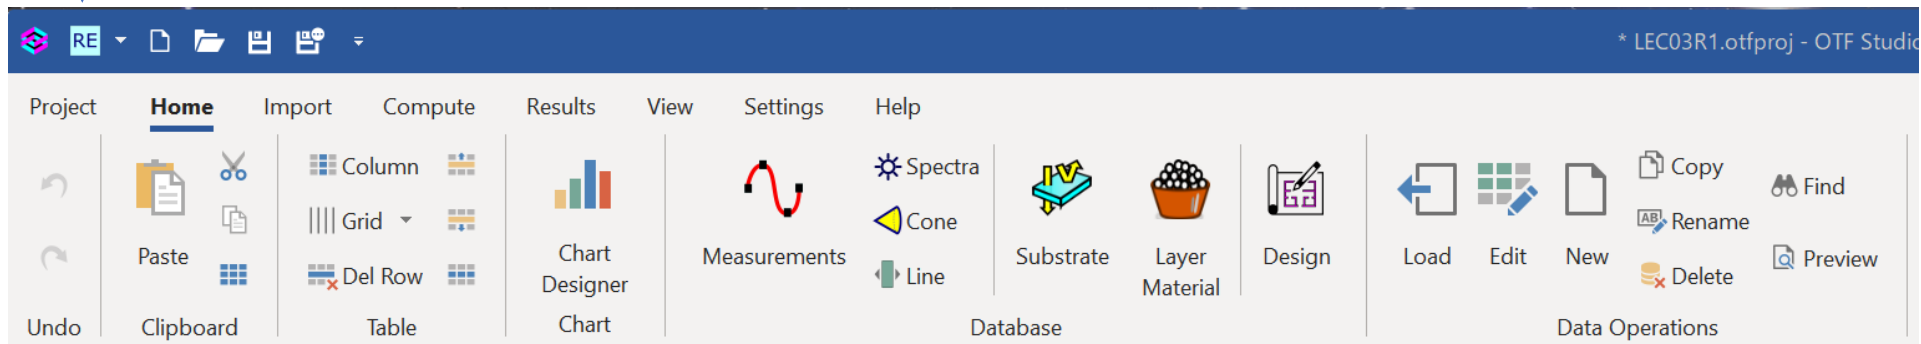 RE
* LEC03R1.otfproj - OTF Studio
Project Home Import Compute Results View Settings Help
Paste
Column
Grid
Del Row
Chart
Designer
Measurements
Spectra
Cone
Line
Substrate
Layer
Material
Design
Load
Edit
New
Copy
Rename
Delete
Find
Preview
Undo
Clipboard
Table
Chart
Database
Data Operations